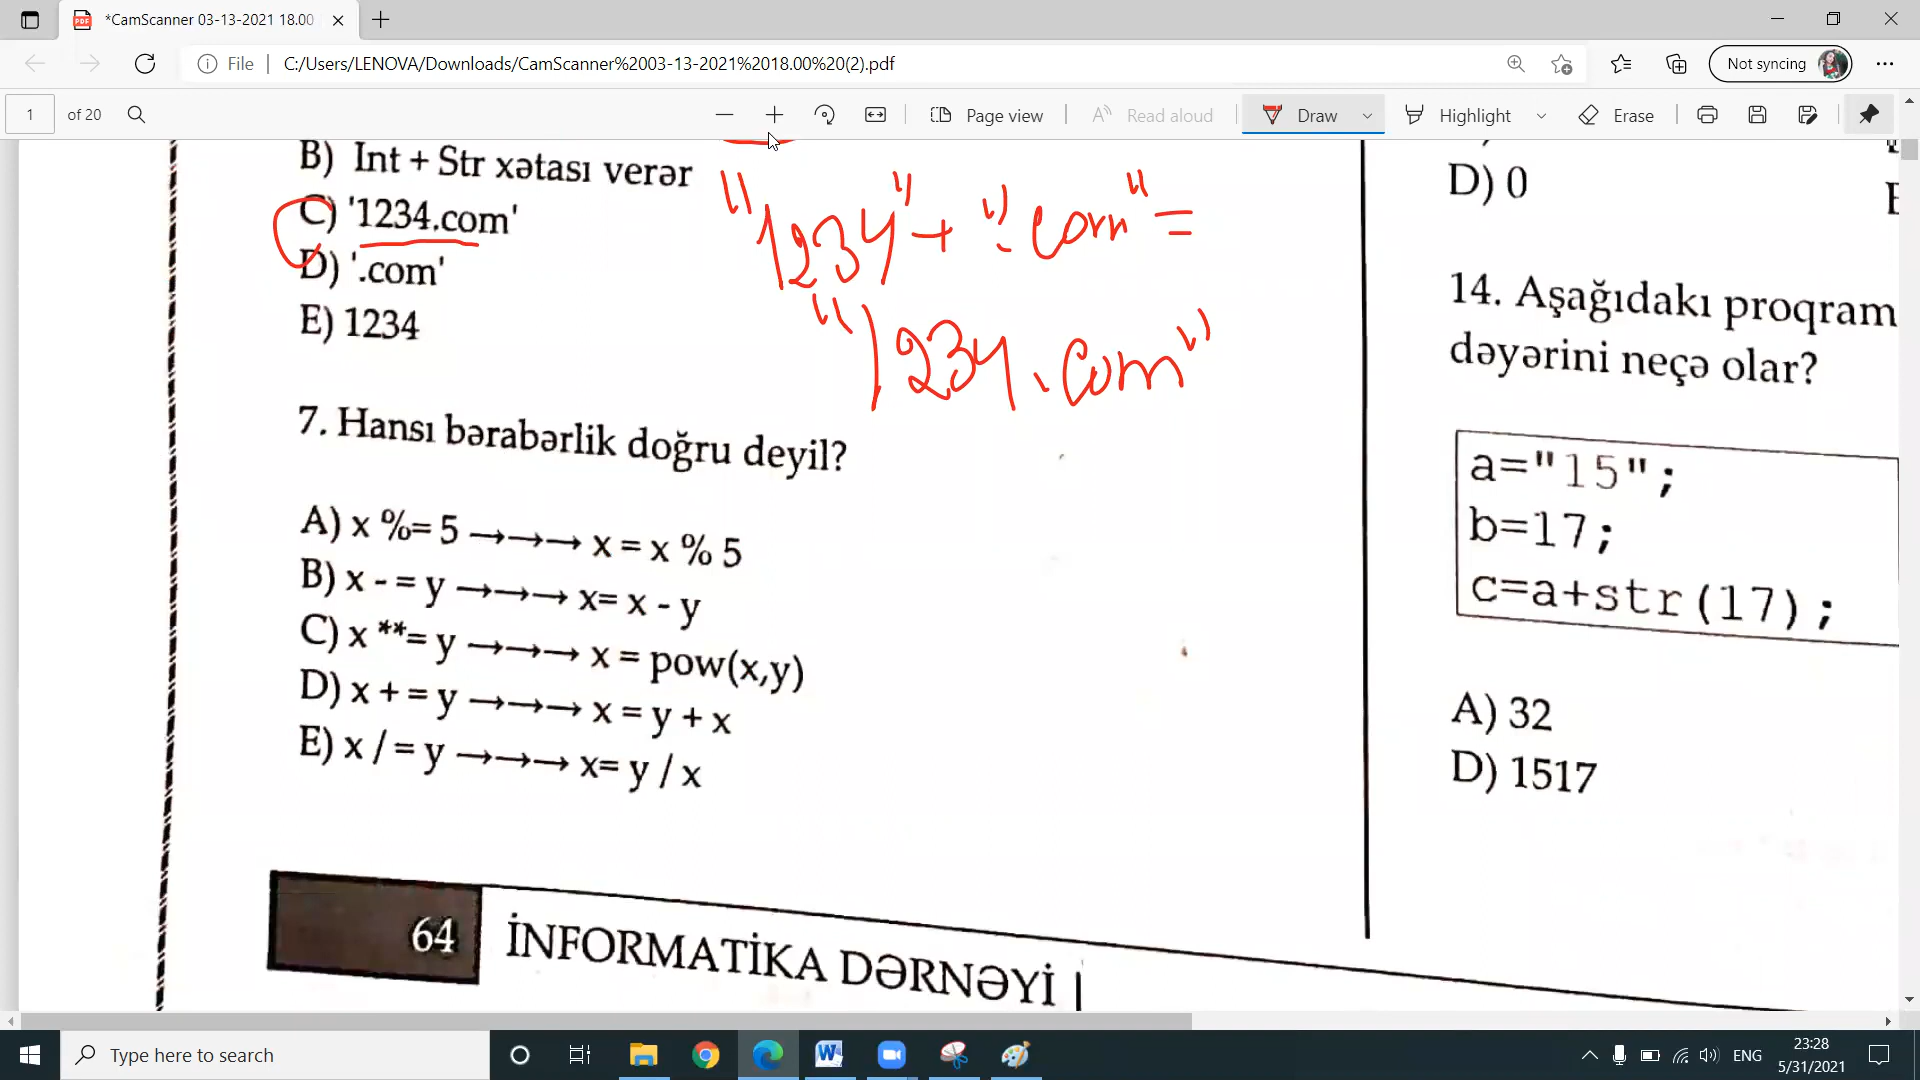 *CamScanner 03-13-2021 18.00
File
C:/Users/LENOVA/Downloads/CamScanner%2003-13-2021%2018.00%20(2).pdf
Not syncing
1 of 20
Page view
Read aloud
Draw
Highlight
Erase
B) Int + Str xətası verər
C) '1234.com'
D) '.com'
E) 1234
"1234" + ".com" =
"1234.com"
7. Hansı bərabərlik doğru deyil?
A) x %= 5 →→→ x = x % 5
B) x - = y →→→ x= x - y
C) x **= y →→→ x = pow(x,y)
D) x + = y →→→ x = y + x
E) x / = y →→→ x= y / x
64 İNFORMATİKA DƏRNƏYİ |
D) 0
E
14. Aşağıdakı proqram
dəyərini neçə olar?
a="15";
b=17;
c=a+str(17);
A) 32
D) 1517
Type here to search
ENG
23:28
5/31/2021